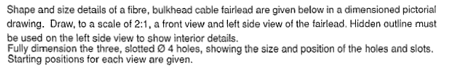 Shape and size details of a fibre, bulkhead cable fairlead are given below in a dimensioned pictorial
drawing. Draw, to a scale of 2:1, a front view and left side view of the fairlead. Hidden outline must
be used on the left side view to show interior details.
Fully dimension the three, slotted Ø 4 holes, showing the size and position of the holes and slots.
Starting positions for each view are given.